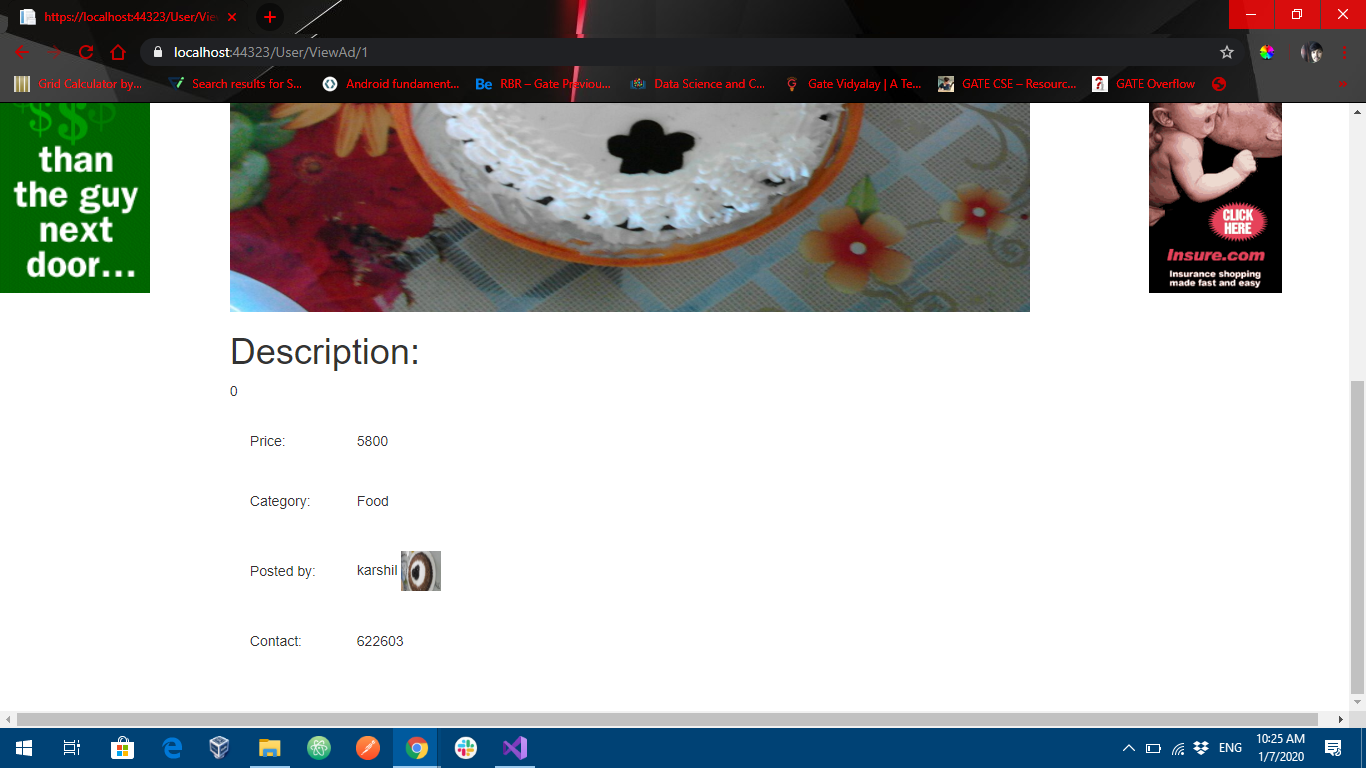 https://localhost:44323/User/Vie
localhost:44323/User/ViewAd/1
Grid Calculator by...
Search results for S...
Android fundament...
Be
RBR – Gate Previou...
Data Science and C...
Gate Vidyalay | A Te...
GATE CSE – Resourc...
GATE Overflow
»
$$$
than
the guy
next
door...
CLICK
HERE
Insure.com
Insurance shopping
made fast and easy
Description:
0
Price: 5800
Category: Food
Posted by: karshil
Contact: 622603
ENG
10:25 AM
1/7/2020